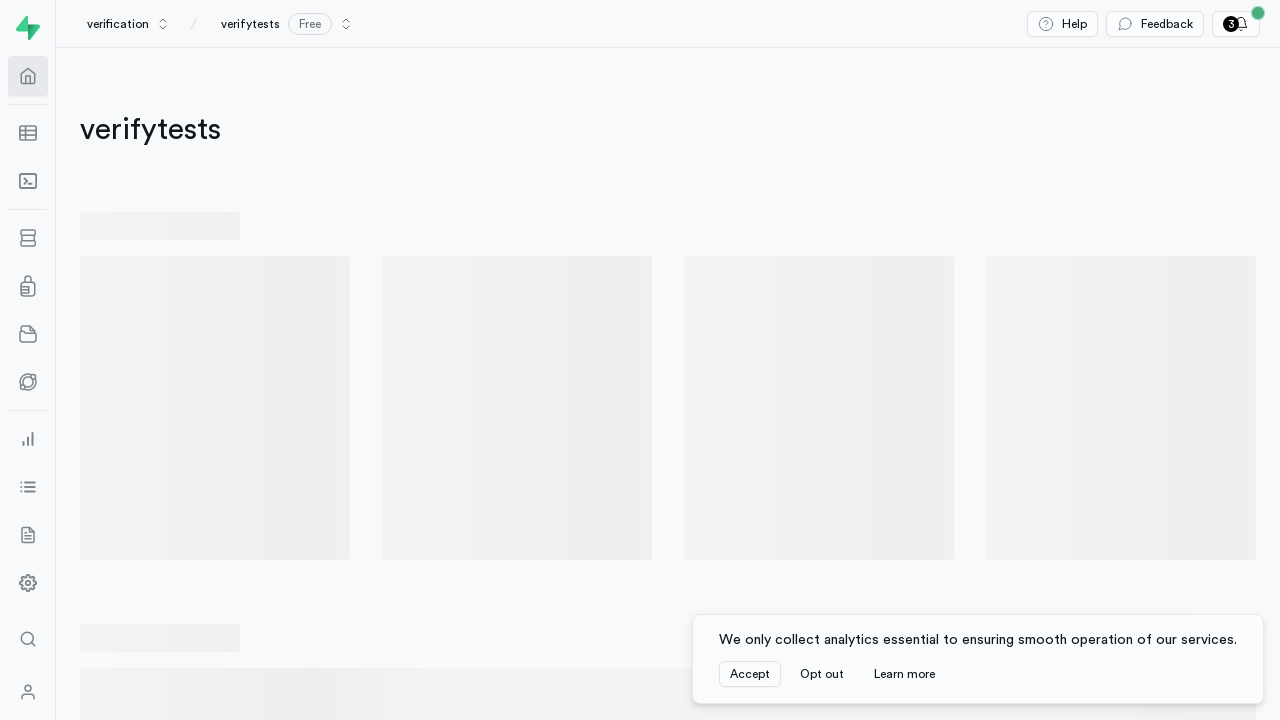 verification / verifytests Free
Help
Feedback
3
verifytests
We only collect analytics essential to ensuring smooth operation of our services.
Accept Opt out Learn more